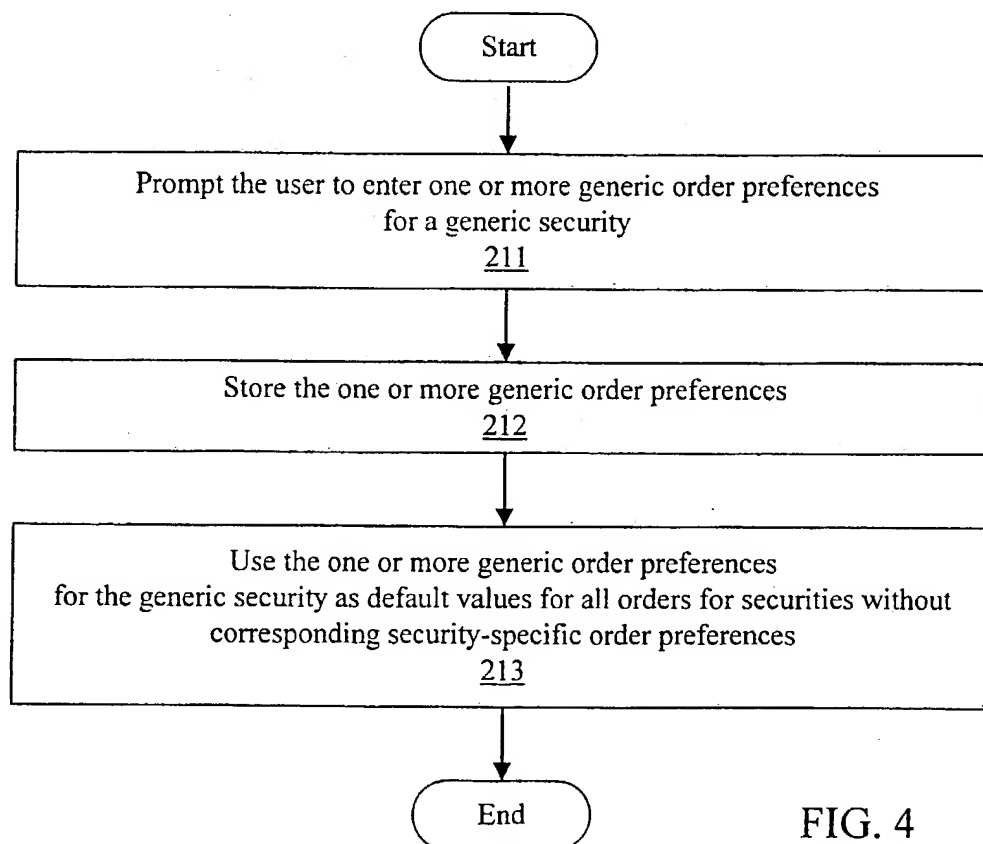 Start
Prompt the user to enter one or more generic order preferences
for a generic security
211
Store the one or more generic order preferences
212
Use the one or more generic order preferences
for the generic security as default values for all orders for securities without
corresponding security-specific order preferences
213
End
FIG. 4